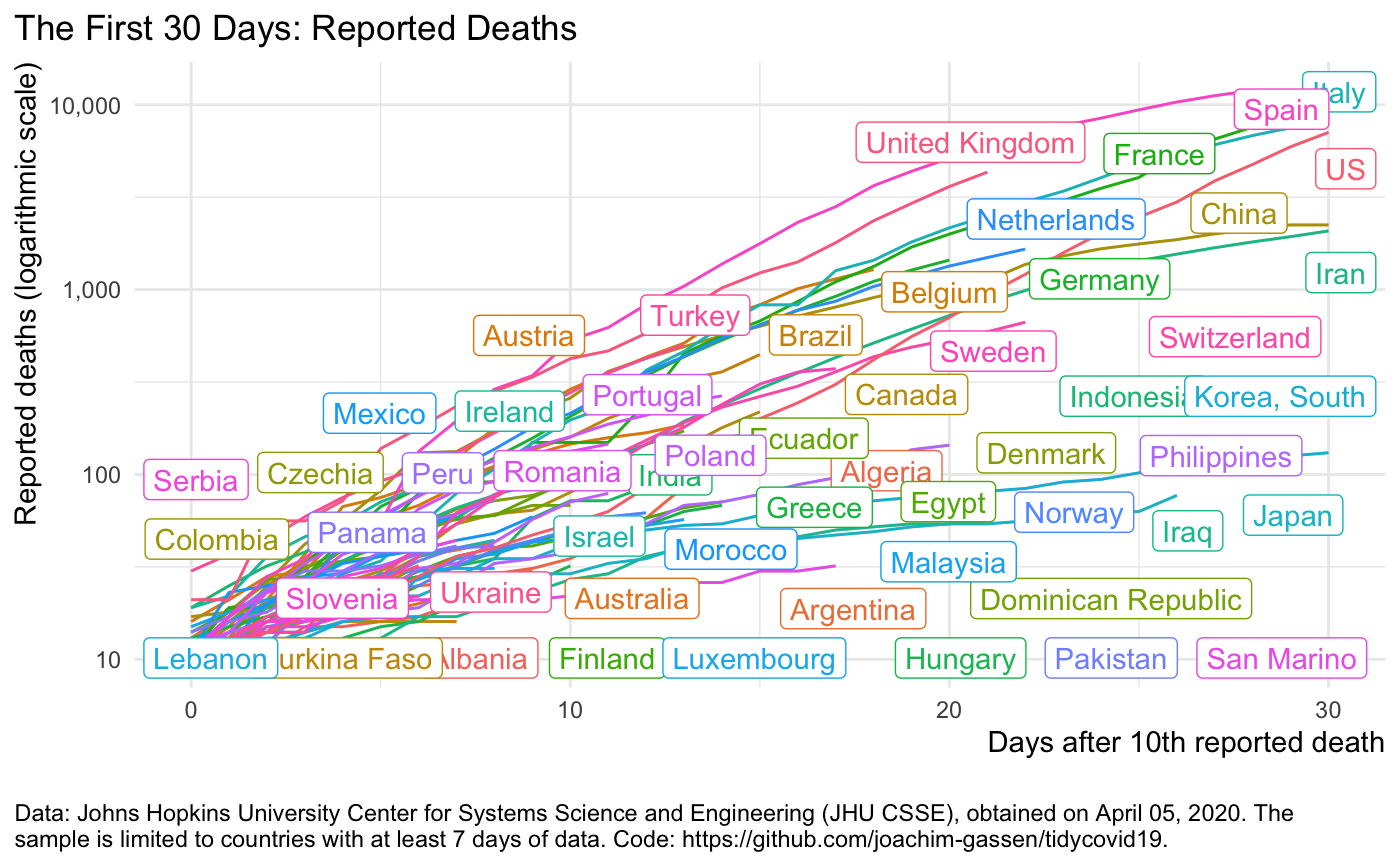 The First 30 Days: Reported Deaths
Reported deaths (logarithmic scale)
10,000
1,000
100
10
Italy
Spain
United Kingdom
France
US
Netherlands
China
Iran
Germany
Belgium
Turkey
Austria
Brazil
Switzerland
Sweden
Portugal
Canada
Indonesia
Korea, South
Mexico
Ireland
Ecuador
Poland
Denmark
Philippines
Serbia
Czechia
Peru
Romania
India
Algeria
Greece
Egypt
Norway
Japan
Iraq
Colombia
Panama
Israel
Morocco
Malaysia
Slovenia
Ukraine
Australia
Argentina
Dominican Republic
Lebanon
urkina Faso
Albania
Finland
Luxembourg
Hungary
Pakistan
San Marino
0 10 20 30
Days after 10th reported death
Data: Johns Hopkins University Center for Systems Science and Engineering (JHU CSSE), obtained on April 05, 2020. The
sample is limited to countries with at least 7 days of data. Code: https://github.com/joachim-gassen/tidycovid19.